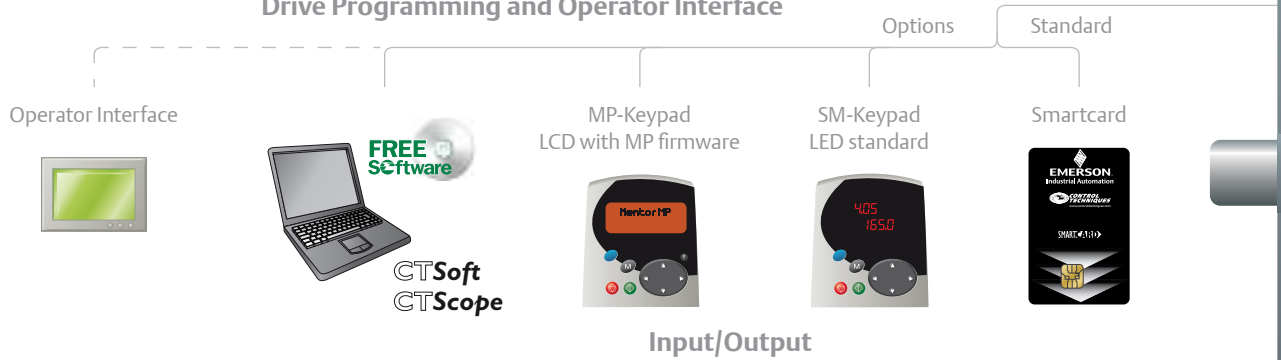 Drive Programming and Operator Interface
Options
Standard
Operator Interface
MP-Keypad
LCD with MP firmware
SM-Keypad
LED standard
Smartcard
FREE
Software
Mentor MP
M
4.05
165.0
M
EMERSON
Industrial Automation
CONTROL
TECHNIQUES
SMARTCARD
CTSoft
CTScope
Input/Output